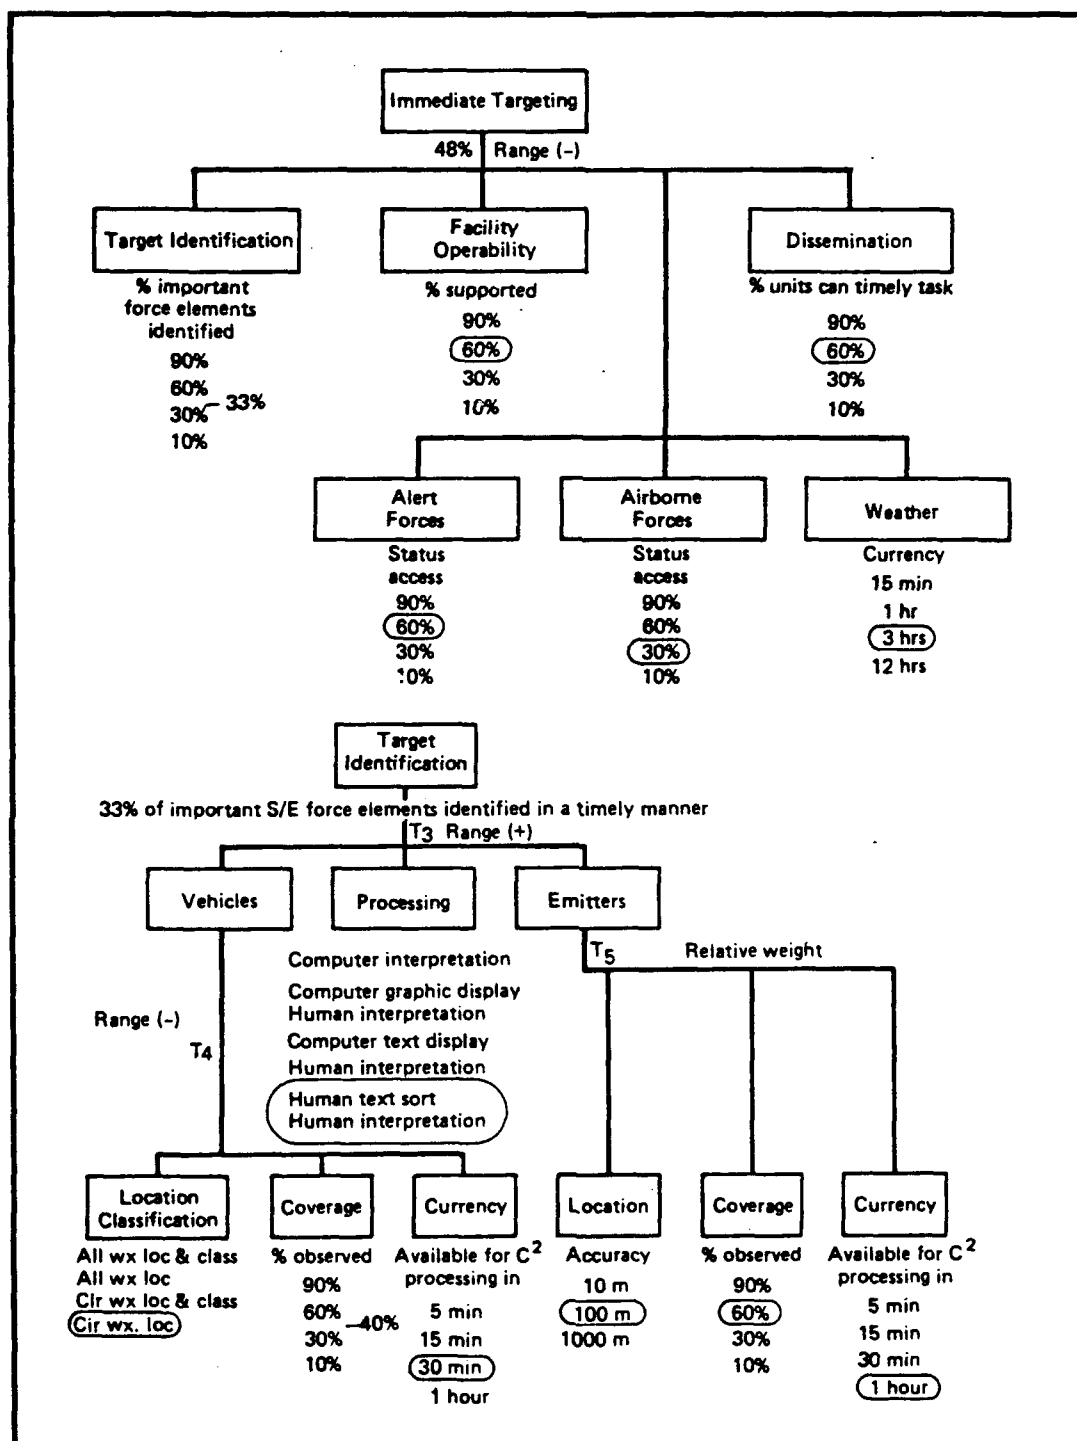 Immediate Targeting
48% Range (-)
Target Identification
% important
force elements
identified
90%
60%
33%
30%
10%
Facility
Operability
% supported
90%
60%
30%
10%
Dissemination
% units can timely task
90%
60%
30%
10%
Alert
Forces
Status
access
90%
60%
30%
10%
Airborne
Forces
Status
access
90%
60%
30%
10%
Weather
Currency
15 min
1 hr
3 hrs
12 hrs
Target
Identification
33% of important S/E force elements identified in a timely manner
T3 Range (+)
Vehicles
Processing
Emitters
Computer interpretation
Computer graphic display
Human interpretation
Computer text display
Human interpretation
Human text sort
Human interpretation
Range (-)
T4
T5
Relative weight
Location
Classification
All wx loc & class
All wx loc
Clr wx loc & class
Clr wx. loc
Coverage
% observed
90%
60%
40%
30%
10%
Currency
Available for C2
processing in
5 min
15 min
30 min
1 hour
Location
Accuracy
10 m
100 m
1000 m
Coverage
% observed
90%
60%
30%
10%
Currency
Available for C2
processing in
5 min
15 min
30 min
1 hour